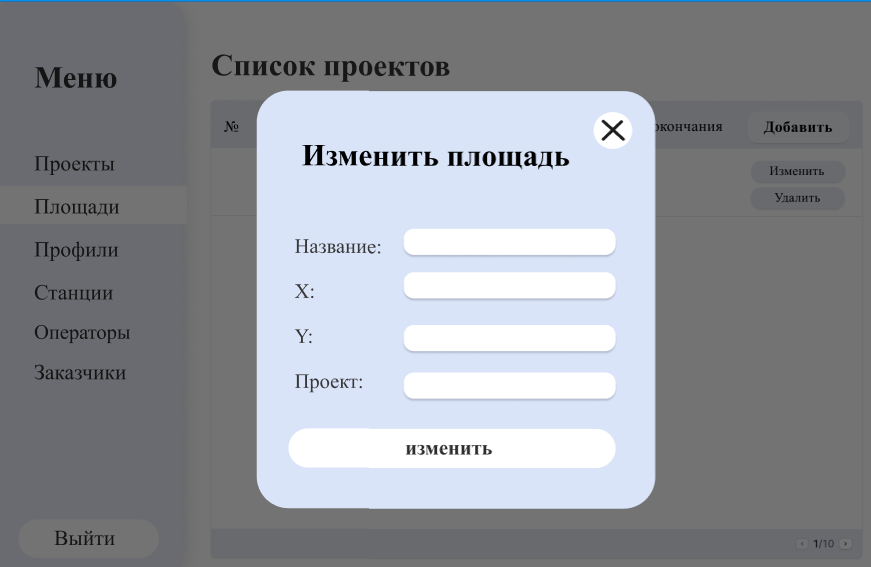 Меню
Список проектов
№
окончания
Добавить
Изменить площадь
Проекты
Изменить
Площади
Удалить
Название:
Профили
X:
Станции
Y:
Операторы
Проект:
Заказчики
изменить
Выйти
1/10